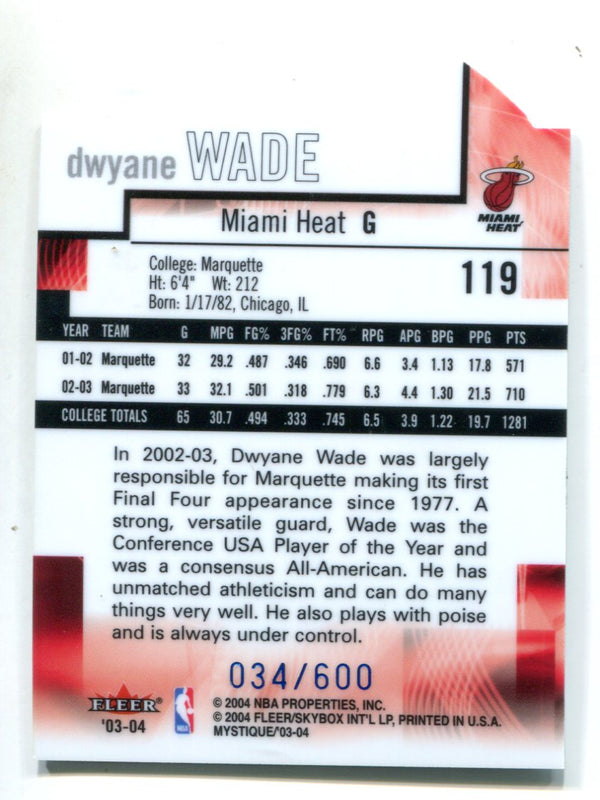 dwyane WADE
MIAMI HEAT
Miami Heat G
College: Marquette
Ht: 6'4" Wt: 212
Born: 1/17/82, Chicago, IL
119
YEAR TEAM G MPG FG% 3FG% FT% RPG APG BPG PPG PTS
01-02 Marquette 32 29.2 .487 .346 .690 6.6 3.4 1.13 17.8 571
02-03 Marquette 33 32.1 .501 .318 .779 6.3 4.4 1.30 21.5 710
COLLEGE TOTALS 65 30.7 .494 .333 .745 6.5 3.9 1.22 19.7 1281
In 2002-03, Dwyane Wade was largely
responsible for Marquette making its first
Final Four appearance since 1977. A
strong, versatile guard, Wade was the
Conference USA Player of the Year and
was a consensus All-American. He has
unmatched athleticism and can do many
things very well. He also plays with poise
and is always under control.
034/600
FLEER
'03-04
NBA
© 2004 NBA PROPERTIES, INC.
© 2004 FLEER/SKYBOX INT'L LP, PRINTED IN U.S.A.
MYSTIQUE/'03-04